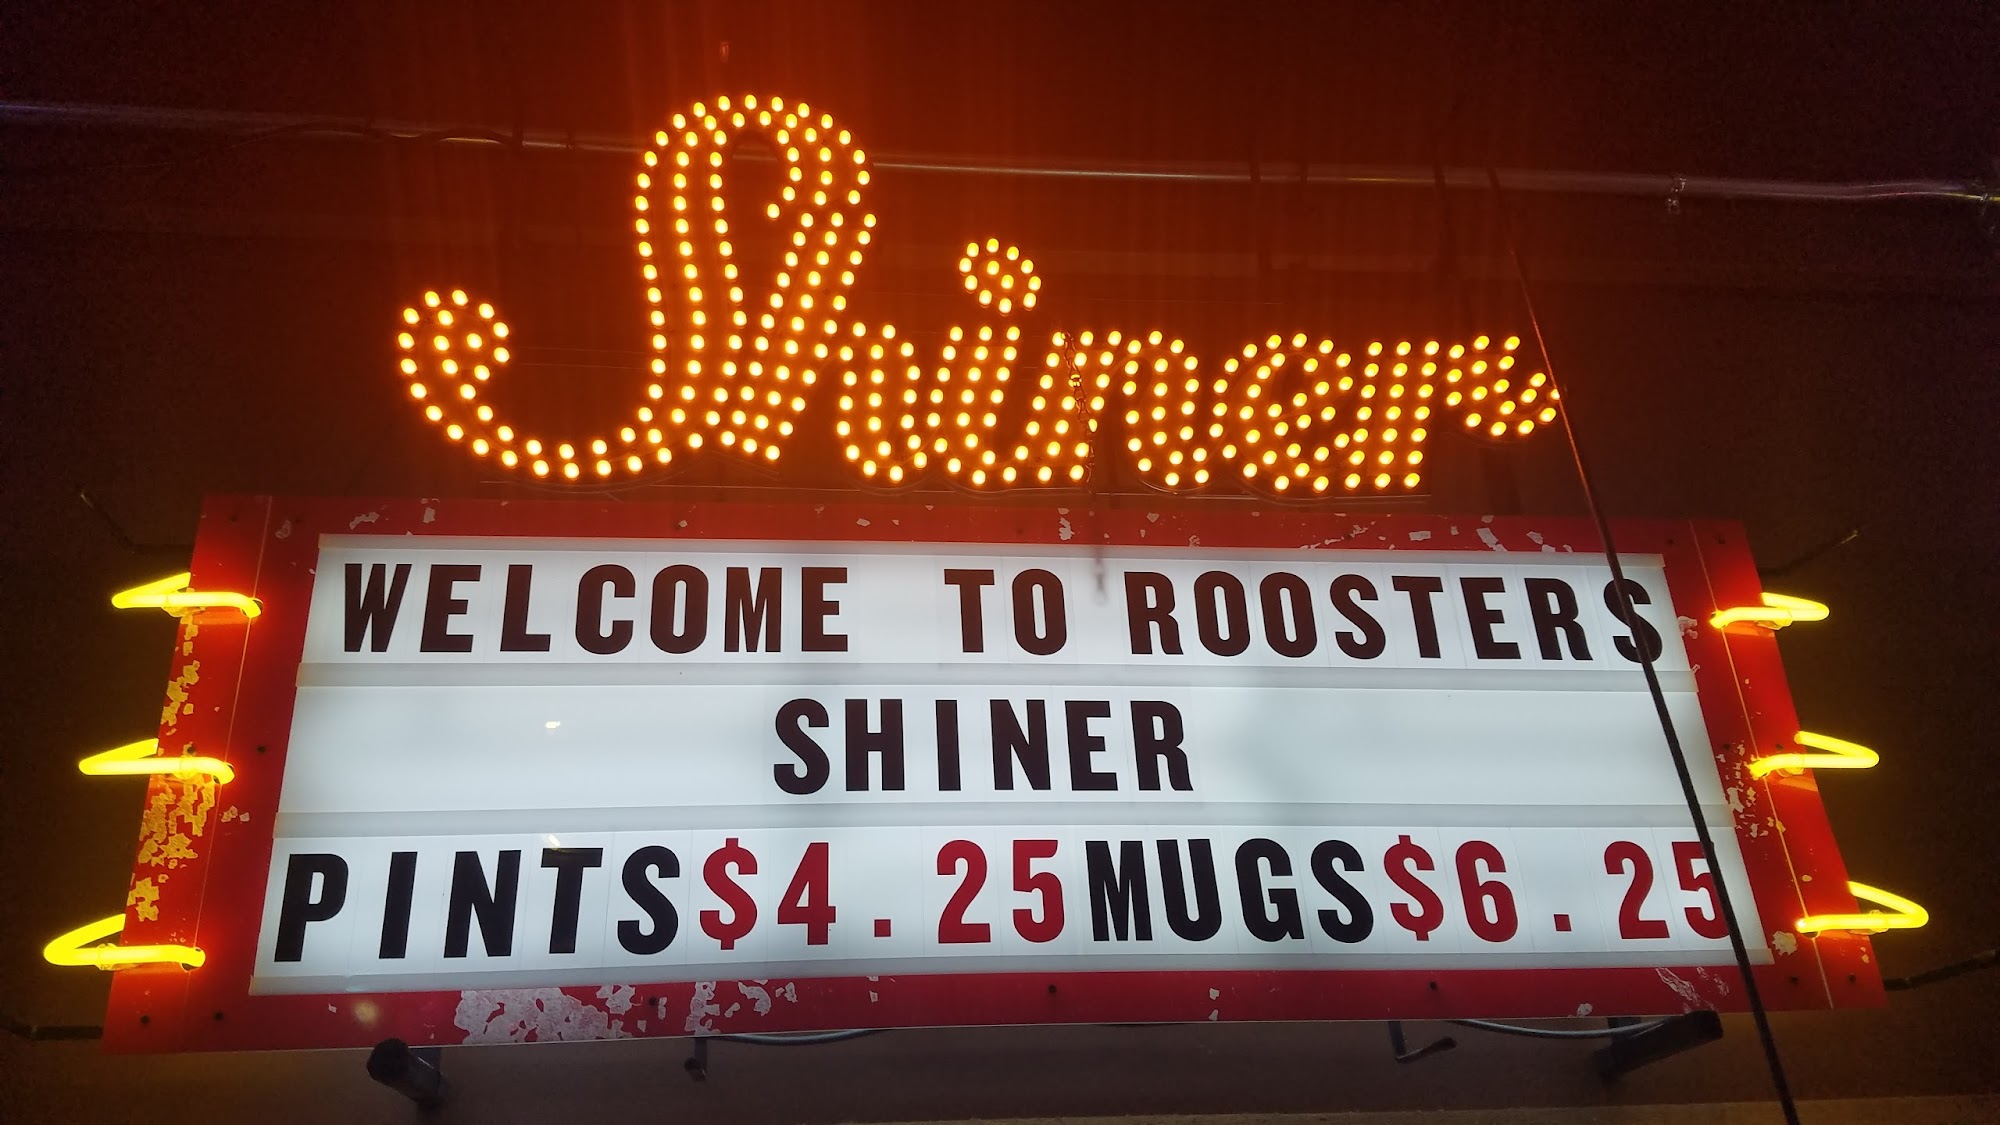 Shiner
WELCOME TO ROOSTERS
SHINER
PINTS$4.25MUGS$6.25